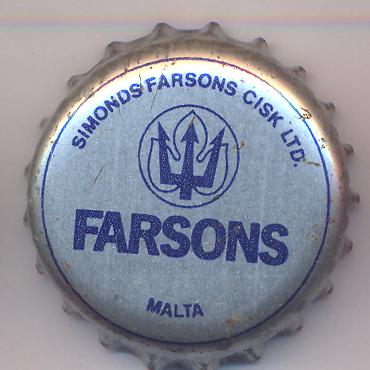 SIMONDS FARSONS CISK LTD.
FARSONS
MALTA